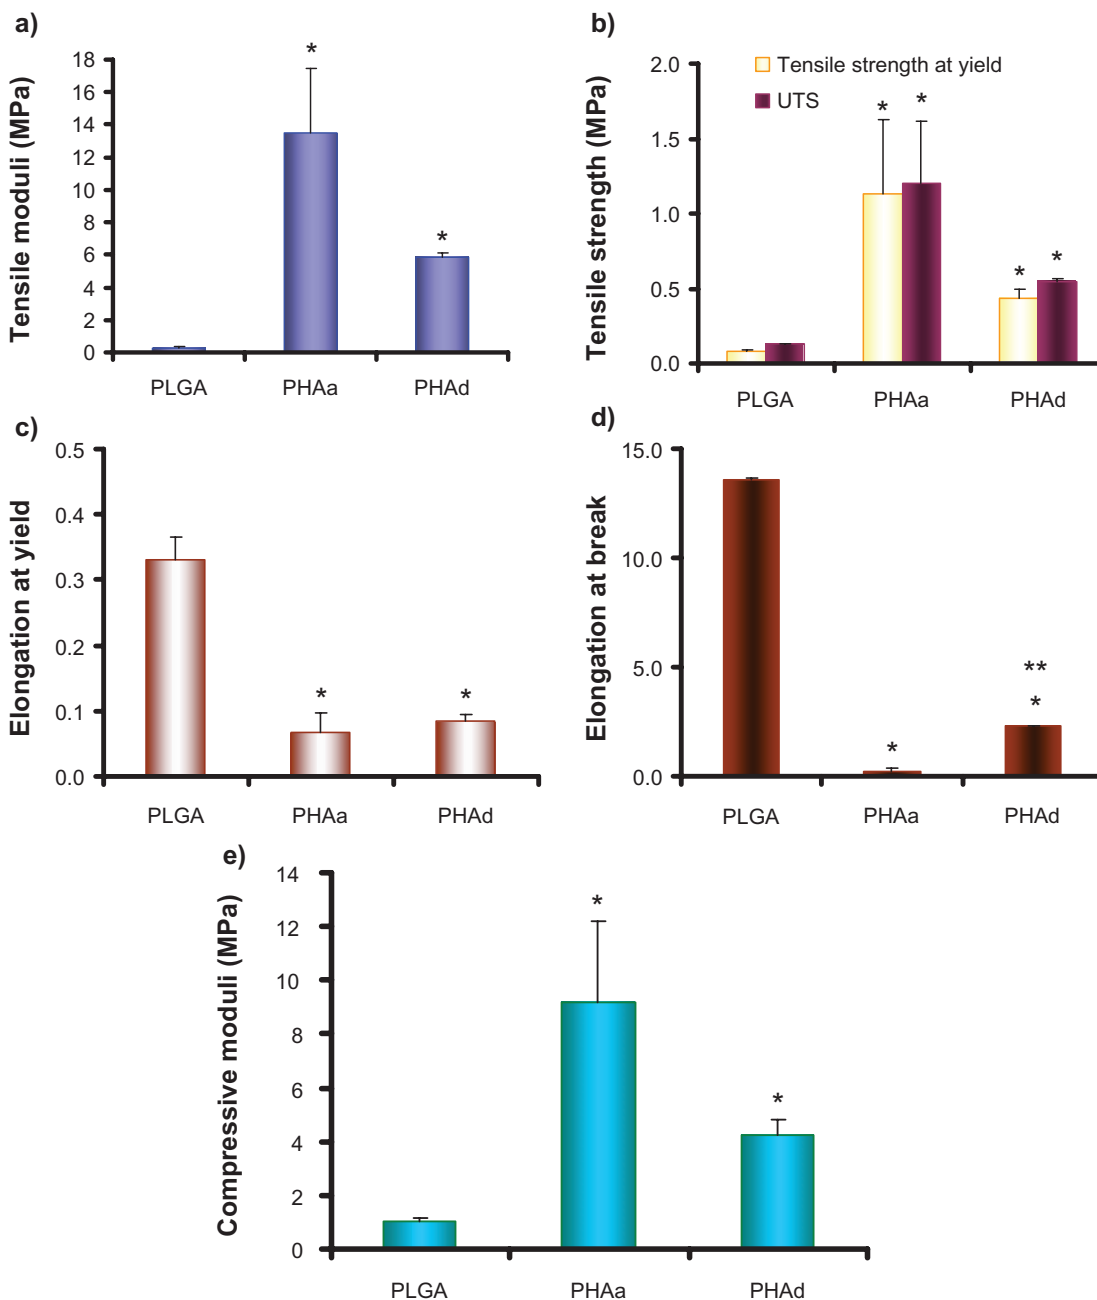 a)
Tensile moduli (MPa)
18
16
14
12
10
8
6
4
2
0
*
*
PLGA
PHAa
PHAd
b)
Tensile strength (MPa)
2.0
1.5
1.0
0.5
0.0
Tensile strength at yield
UTS
*
*
*
*
PLGA
PHAa
PHAd
c)
Elongation at yield
0.5
0.4
0.3
0.2
0.1
0.0
*
*
PLGA
PHAa
PHAd
d)
Elongation at break
15.0
10.0
5.0
0.0
*
**
*
PLGA
PHAa
PHAd
e)
Compressive moduli (MPa)
14
12
10
8
6
4
2
0
*
*
PLGA
PHAa
PHAd